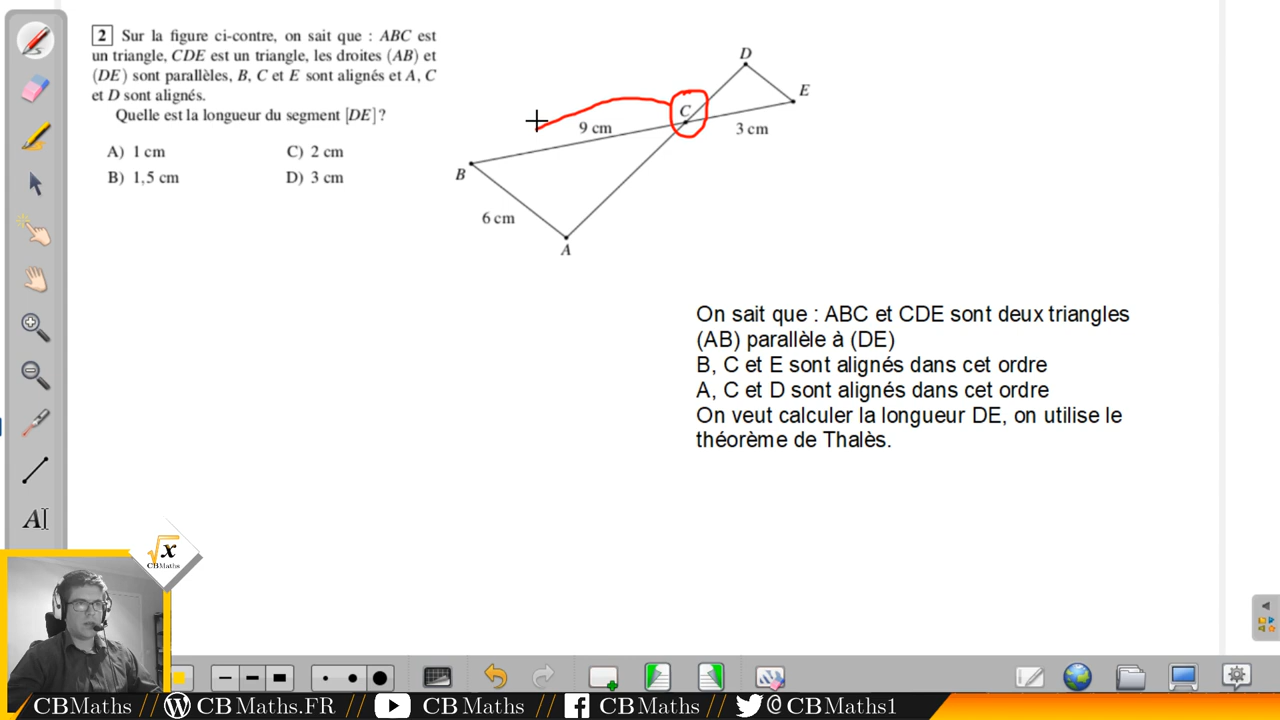 2 Sur la figure ci-contre, on sait que : ABC est
un triangle, CDE est un triangle, les droites (AB) et
(DE) sont parallèles, B, C et E sont alignés et A, C
et D sont alignés.
Quelle est la longueur du segment [DE] ?
A) 1 cm
C) 2 cm
B) 1,5 cm
D) 3 cm
D
E
C
9 cm
3 cm
B
6 cm
A
On sait que : ABC et CDE sont deux triangles
(AB) parallèle à (DE)
B, C et E sont alignés dans cet ordre
A, C et D sont alignés dans cet ordre
On veut calculer la longueur DE, on utilise le
théorème de Thalès.
A
√x
CBMaths
CBMaths
CBMaths.FR
CBMaths
CBMaths
@CBMaths1